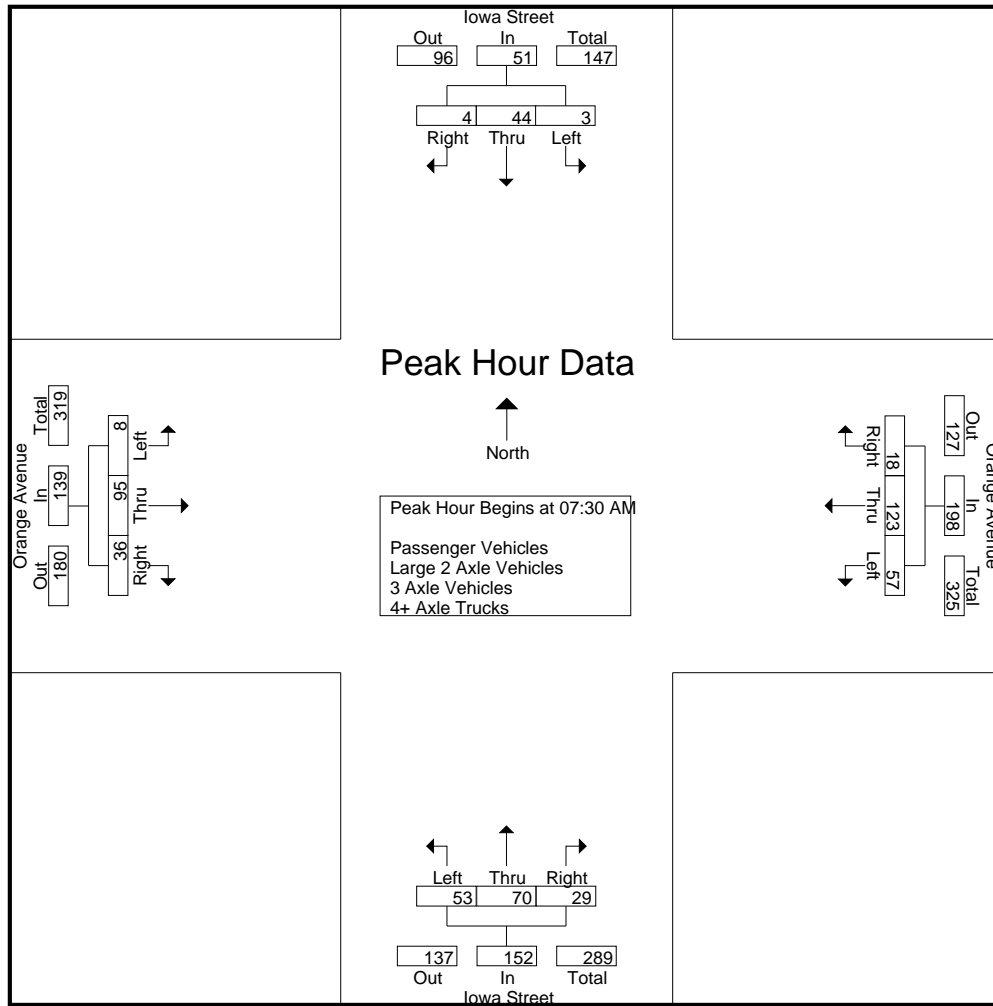 Iowa Street
Out In Total
96 51 147
4 44 3
Right Thru Left
Peak Hour Data
North
Peak Hour Begins at 07:30 AM
Passenger Vehicles
Large 2 Axle Vehicles
3 Axle Vehicles
4+ Axle Trucks
Orange Avenue
Out In Total
180 139 319
36 95 8
Right Thru Left
Orange Avenue
Out In Total
127 198 325
18 123 57
Right Thru Left
Left Thru Right
53 70 29
137 152 289
Out In Total
Iowa Street